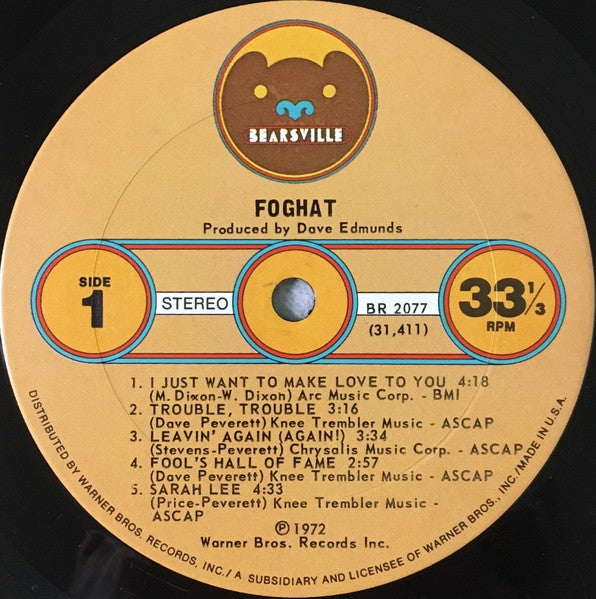 BEARSVILLE
FOGHAT
Produced by Dave Edmunds
SIDE
1
STEREO
BR 2077
(31,411)
33⅓
RPM
1. I JUST WANT TO MAKE LOVE TO YOU 4:18
(M. Dixon-W. Dixon) Arc Music Corp. - BMI
2. TROUBLE, TROUBLE 3:16
(Dave Peverett) Knee Trembler Music - ASCAP
3. LEAVIN' AGAIN (AGAIN!) 3:34
(Stevens-Peverett) Chrysalis Music Corp. - ASCAP
4. FOOL'S HALL OF FAME 2:57
(Dave Peverett) Knee Trembler Music - ASCAP
5. SARAH LEE 4:33
(Price-Peverett) Knee Trembler Music -
ASCAP
℗ 1972
Warner Bros. Records Inc.
DISTRIBUTED BY WARNER BROS. RECORDS, INC./ A SUBSIDIARY AND LICENSEE OF WARNER BROS., INC./MADE IN U.S.A.